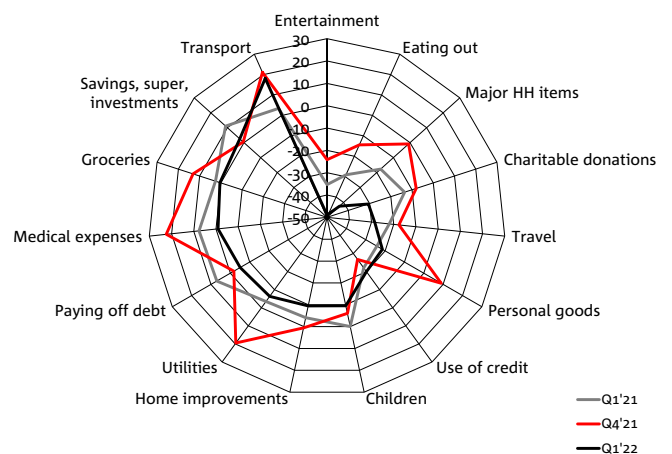 Entertainment
30
Transport
Eating out
20
Savings, super,
investments
10
Major HH items
0
-10
Groceries
Charitable donations
-20
-30
-40
Medical expenses
-50
Travel
Paying off debt
Personal goods
Utilities
Use of credit
Home improvements
Children
Q1'21
Q4'21
Q1'22